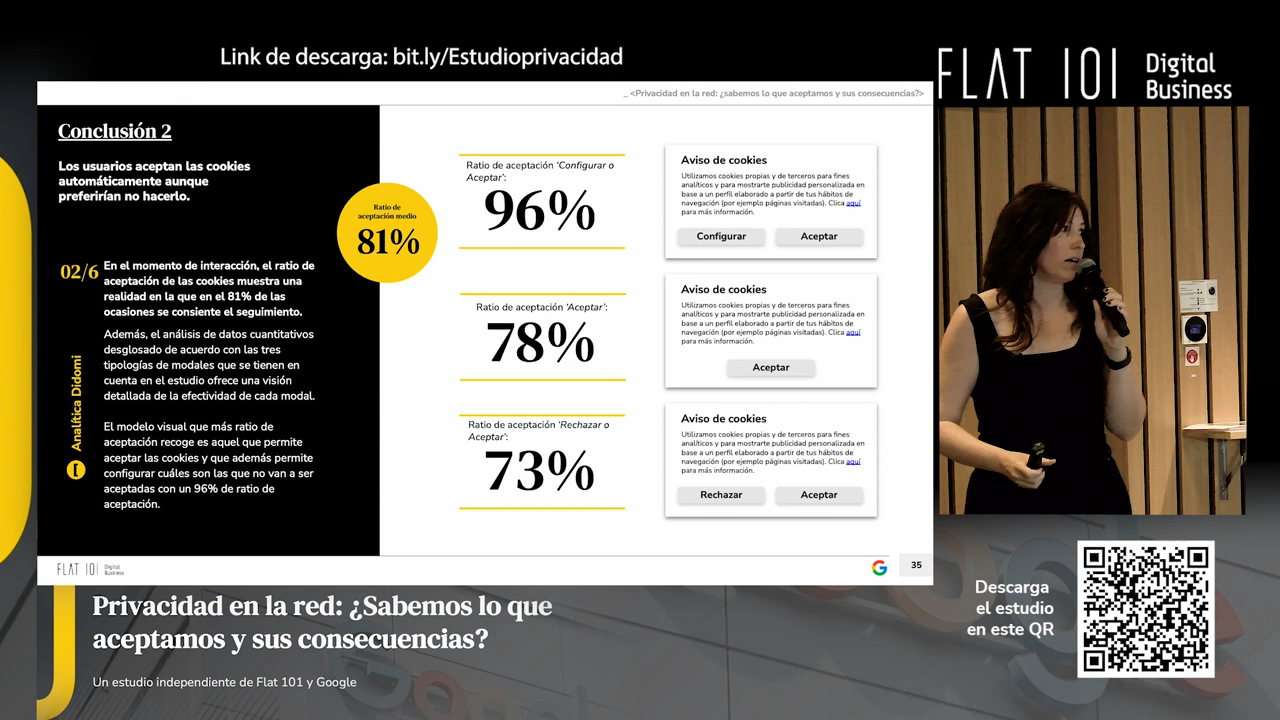 Link de descarga: bit.ly/Estudioprivacidad
FLAT 101 Digital
Business
_ <Privacidad en la red: ¿sabemos lo que aceptamos y sus consecuencias?>
Conclusión 2
Los usuarios aceptan las cookies
automáticamente aunque
preferirían no hacerlo.
02/6
En el momento de interacción, el ratio de
aceptación de las cookies muestra una
realidad en la que en el 81% de las
ocasiones se consiente el seguimiento.
Además, el análisis de datos cuantitativos
desglosado de acuerdo con las tres
tipologías de modales que se tienen en
cuenta en el estudio ofrece una visión
detallada de la efectividad de cada modal.
El modelo visual que más ratio de
aceptación recoge es aquel que permite
aceptar las cookies y que además permite
configurar cuáles son las que no van a ser
aceptadas con un 96% de ratio de
aceptación.
Analítica Didomi
Ratio de
aceptación medio
81%
Ratio de aceptación ‘Configurar o
Aceptar’:
96%
Aviso de cookies
Utilizamos cookies propias y de terceros para fines
analíticos y para mostrarte publicidad personalizada en
base a un perfil elaborado a partir de tus hábitos de
navegación (por ejemplo páginas visitadas). Clica aquí
para más información.
Configurar Aceptar
Ratio de aceptación ‘Aceptar’:
78%
Aviso de cookies
Utilizamos cookies propias y de terceros para fines
analíticos y para mostrarte publicidad personalizada en
base a un perfil elaborado a partir de tus hábitos de
navegación (por ejemplo páginas visitadas). Clica aquí
para más información.
Aceptar
Ratio de aceptación ‘Rechazar o
Aceptar’:
73%
Aviso de cookies
Utilizamos cookies propias y de terceros para fines
analíticos y para mostrarte publicidad personalizada en
base a un perfil elaborado a partir de tus hábitos de
navegación (por ejemplo páginas visitadas). Clica aquí
para más información.
Rechazar Aceptar
FLAT 101 Digital
Business
G
35
Privacidad en la red: ¿Sabemos lo que
aceptamos y sus consecuencias?
Un estudio independiente de Flat 101 y Google
Descarga
el estudio
en este QR